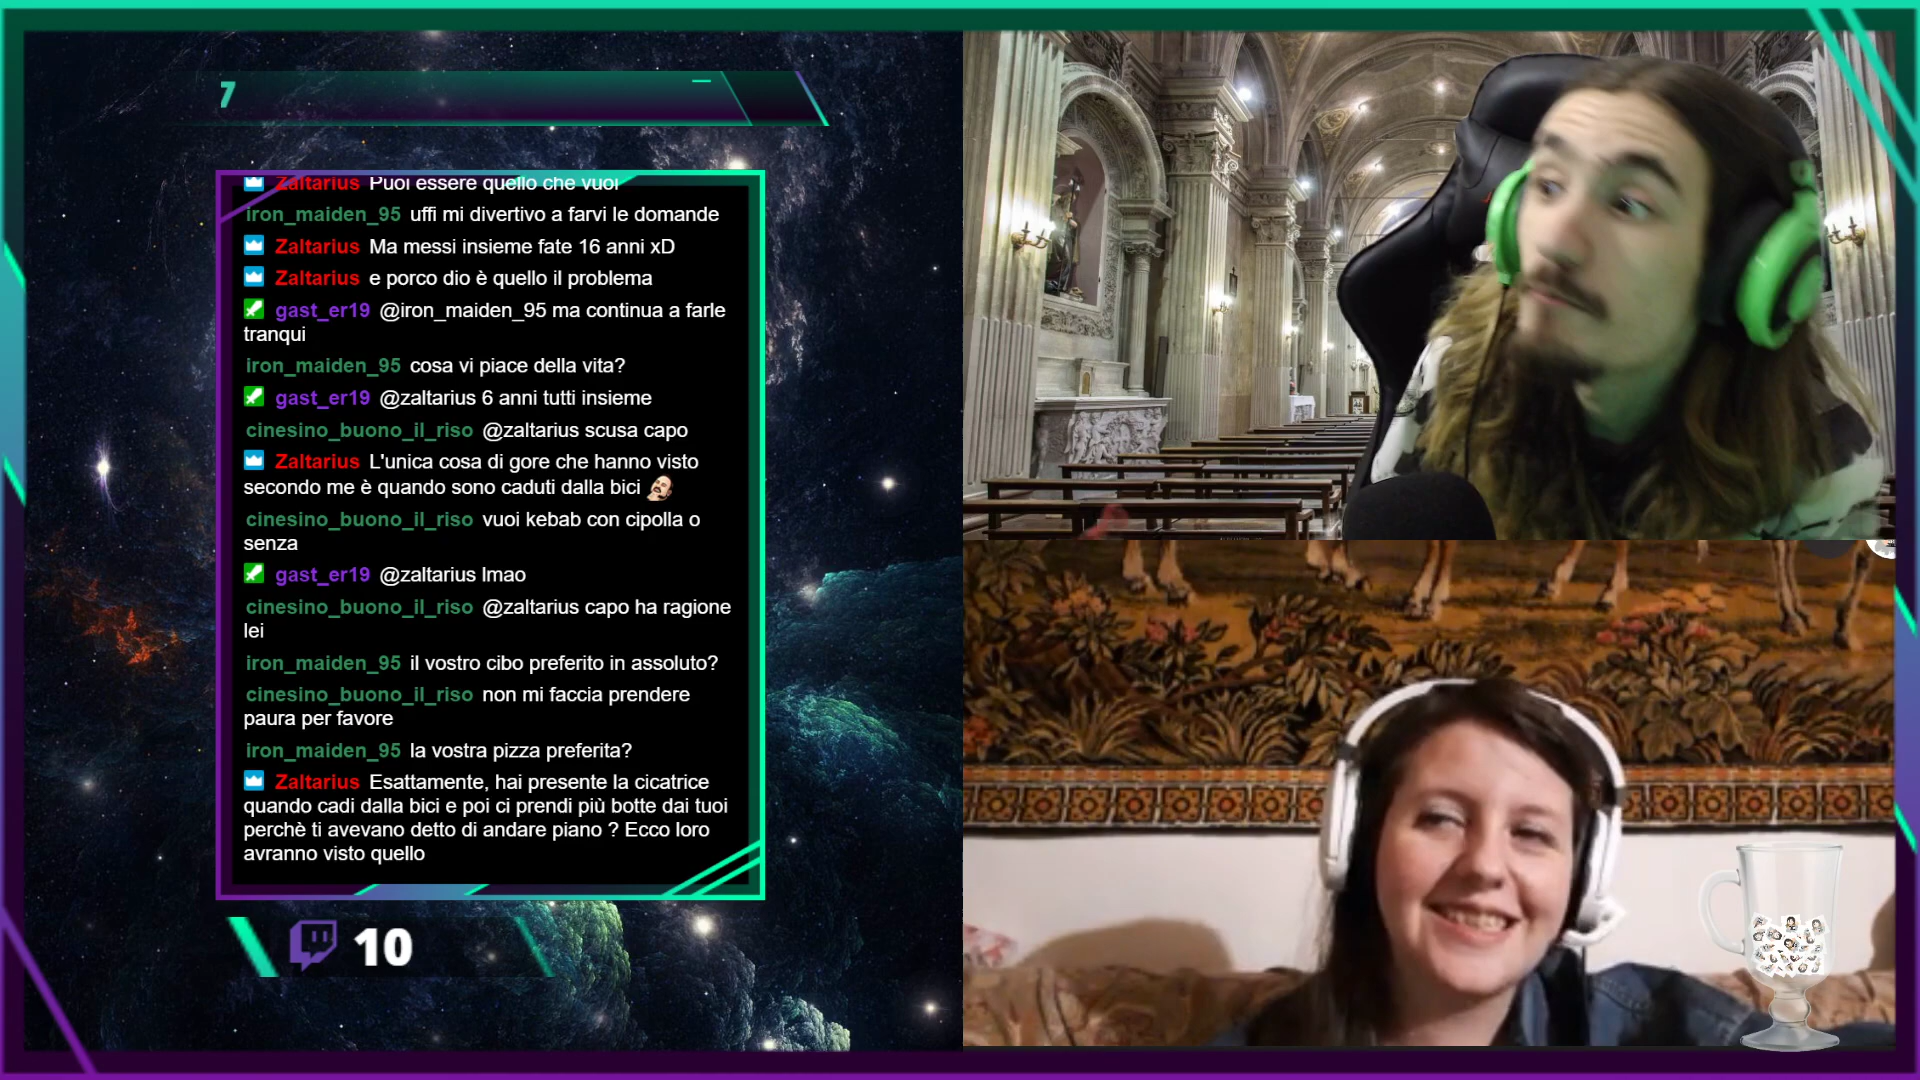 7
Zaltarius Puoi essere quello che vuoi
iron_maiden_95 uffi mi divertivo a farvi le domande
Zaltarius Ma messi insieme fate 16 anni xD
Zaltarius e porco dio è quello il problema
gast_er19 @iron_maiden_95 ma continua a farle
tranqui
iron_maiden_95 cosa vi piace della vita?
gast_er19 @zaltarius 6 anni tutti insieme
cinesino_buono_il_riso @zaltarius scusa capo
Zaltarius L'unica cosa di gore che hanno visto
secondo me è quando sono caduti dalla bici
cinesino_buono_il_riso vuoi kebab con cipolla o
senza
gast_er19 @zaltarius lmao
cinesino_buono_il_riso @zaltarius capo ha ragione
lei
iron_maiden_95 il vostro cibo preferito in assoluto?
cinesino_buono_il_riso non mi faccia prendere
paura per favore
iron_maiden_95 la vostra pizza preferita?
Zaltarius Esattamente, hai presente la cicatrice
quando cadi dalla bici e poi ci prendi più botte dai tuoi
perchè ti avevano detto di andare piano ? Ecco loro
avranno visto quello
10